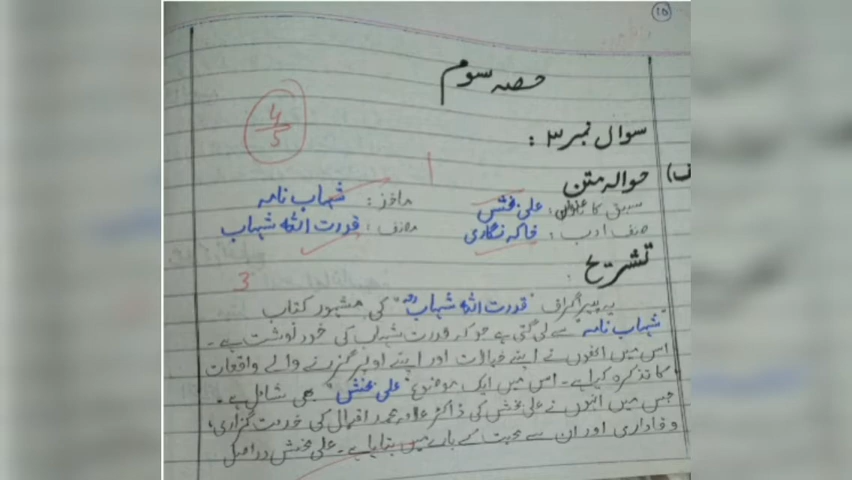 ۱۵
حصہ سوم
4/5
سوال نمبر ۳ :
1
ف) حوالہ متن
سبق کا عنوان : علی بخش ماخذ : شہاب نامہ
صنف ادب : خاکہ نگاری مصنف : قدرت اللہ شہاب
تشریح :
3
یہ پیراگراف "قدرت اللہ شہاب" کی مشہور کتاب
"شہاب نامہ" سے لی گئی ہے جو کہ قدرت شہاب کی خود نوشت ہے۔
اس میں انھوں نے اپنے خیالات اور اپنے اوپر گزرنے والے واقعات
کا تذکرہ کیا ہے۔ اس میں ایک موضوع "علی بخش" بھی شامل ہے۔
جس میں انہوں نے علی بخش کی ڈاکٹر علامہ محمد اقبال کی خدمت گزاری،
وفاداری اور ان سے محبت کے بارے میں بتایا ہے۔ علی بخش دراصل